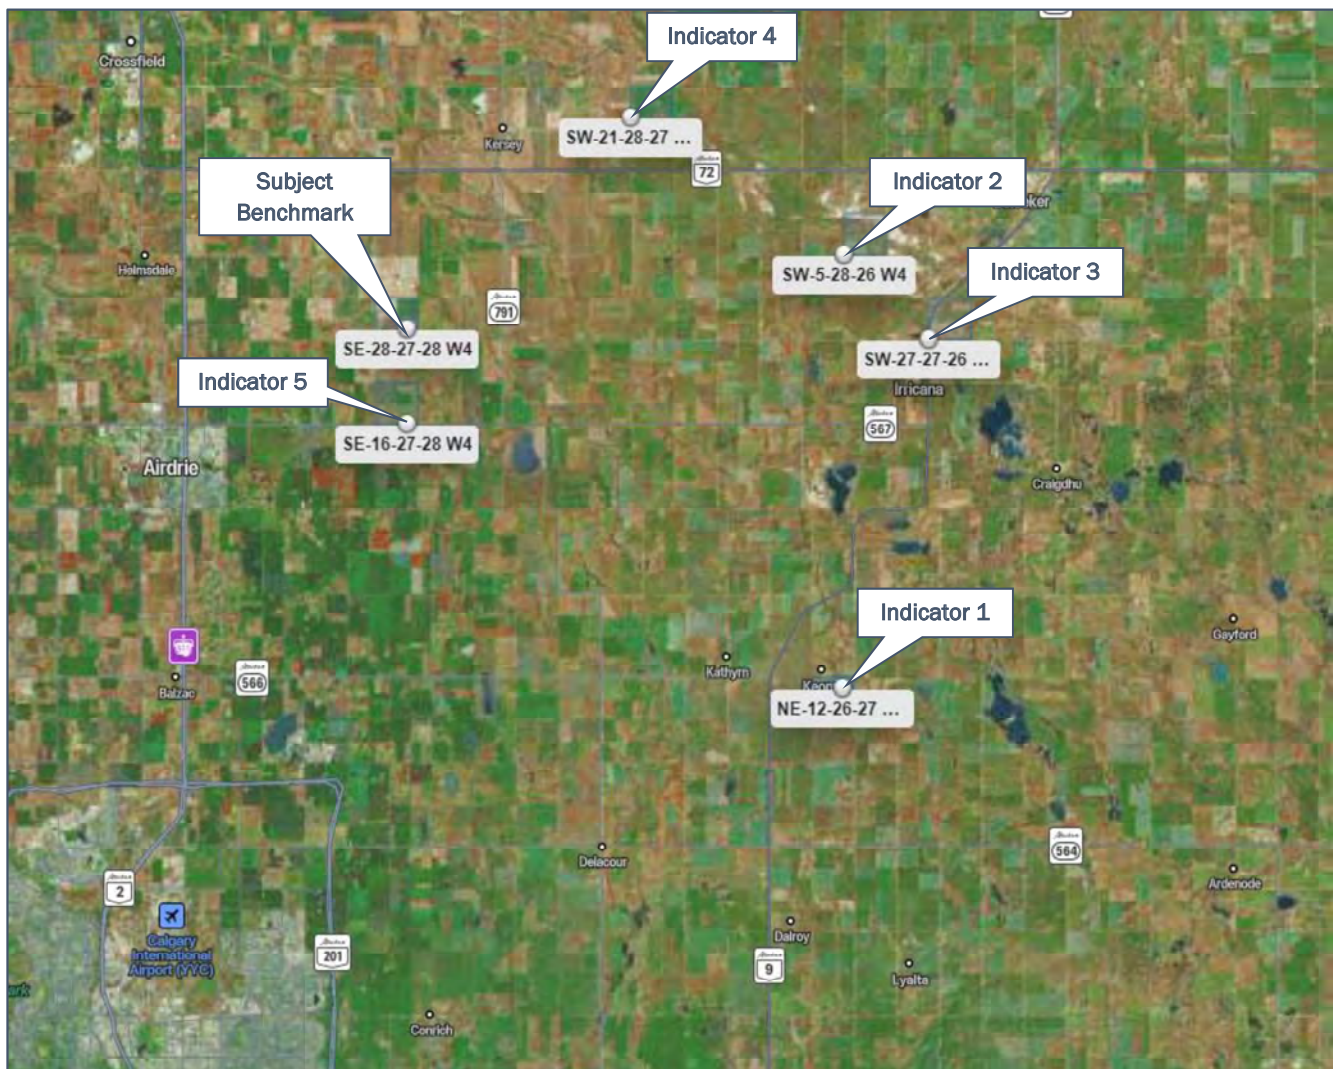 Indicator 4
Crossfield
SW-21-28-27 ...
Kersey
72
Subject
Benchmark
Indicator 2
Helmsdale
SW-5-28-26 W4
Indicator 3
791
SE-28-27-28 W4
SW-27-27-26 ...
Indicator 5
Irricana
567
SE-16-27-28 W4
Airdrie
Craigdhu
Indicator 1
Gayford
Kathyrn
566
Balzac
NE-12-26-27 ...
564
Delacour
Ardenode
2
Calgary
International
Airport (YYC)
Dalroy
201
9
Lyalta
Conrich